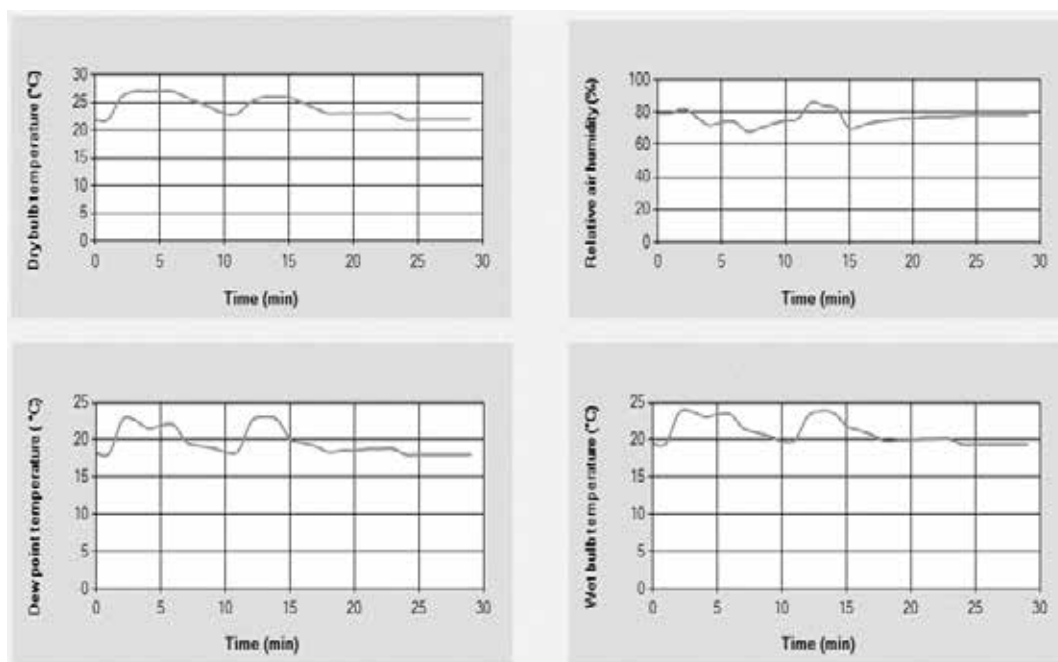 Dry bulb temperature (°C)
30
25
20
15
10
5
0
0 5 10 15 20 25 30
Time (min)
Relative air humidity (%)
100
80
60
40
20
0
0 5 10 15 20 25 30
Time (min)
Dew point temperature (°C)
25
20
15
10
5
0
0 5 10 15 20 25 30
Time (min)
Wet bulb temperature (°C)
25
20
15
10
5
0
0 5 10 15 20 25 30
Time (min)